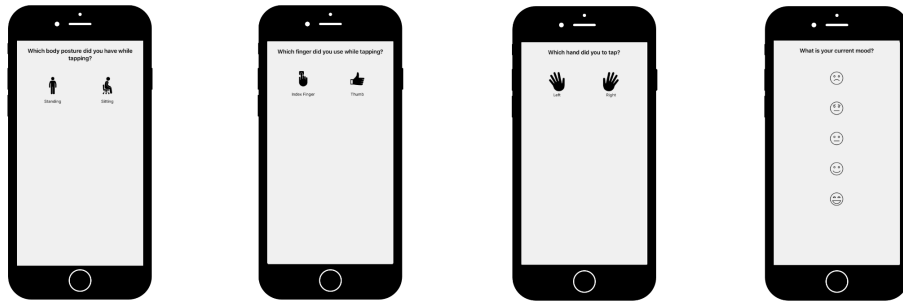 Which body posture did you have while
tapping?
Standing
Sitting
Which finger did you use while tapping?
Index Finger
Thumb
Which hand did you to tap?
Left
Right
What is your current mood?